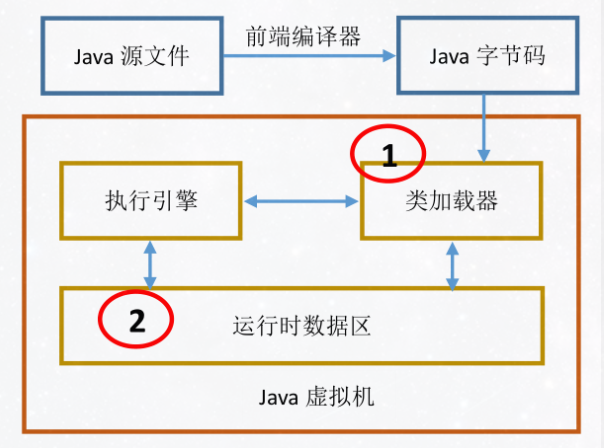 Java 源文件
前端编译器
Java 字节码
1
执行引擎
类加载器
2
运行时数据区
Java 虚拟机